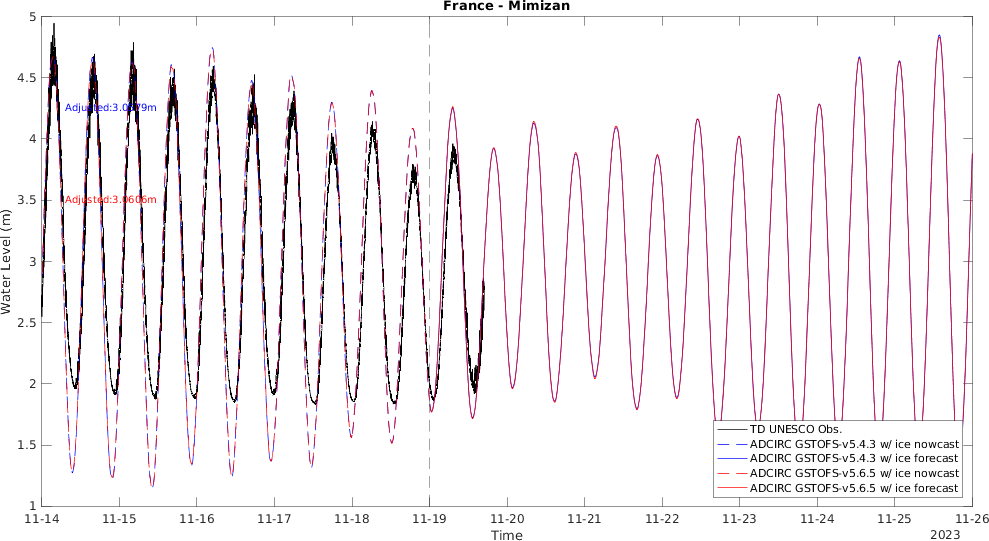 France - Mimizan
5
4.5
4
3.5
3
2.5
2
1.5
1
Water Level (m)
Adjusted:3.0606m
TD UNESCO Obs.
ADCIRC GSTOFS-v5.4.3 w/ ice nowcast
ADCIRC GSTOFS-v5.4.3 w/ ice forecast
ADCIRC GSTOFS-v5.6.5 w/ ice nowcast
ADCIRC GSTOFS-v5.6.5 w/ ice forecast
11-14 11-15 11-16 11-17 11-18 11-19 11-20 11-21 11-22 11-23 11-24 11-25 11-26
Time
2023